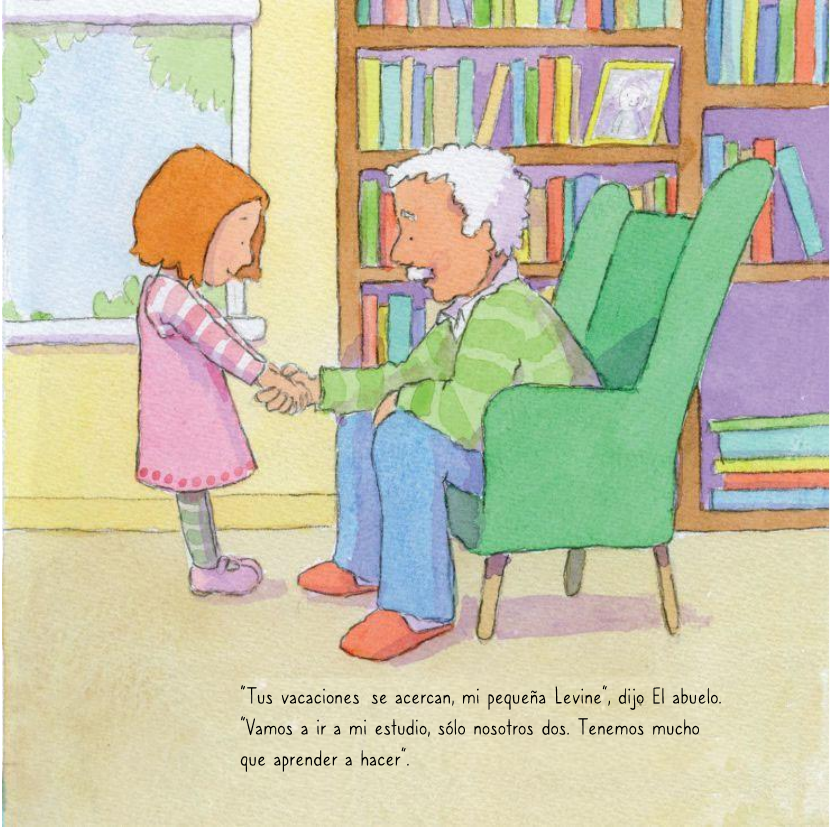 "Tus vacaciones se acercan, mi pequeña Levine", dijo El abuelo.
"Vamos a ir a mi estudio, sólo nosotros dos. Tenemos mucho
que aprender a hacer".